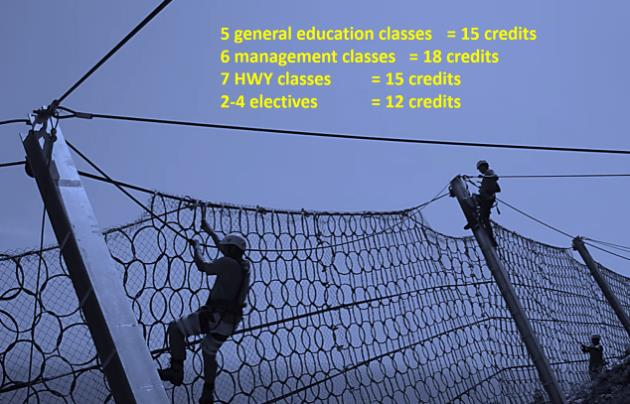 5 general education classes = 15 credits
6 management classes = 18 credits
7 HWY classes = 15 credits
2-4 electives = 12 credits